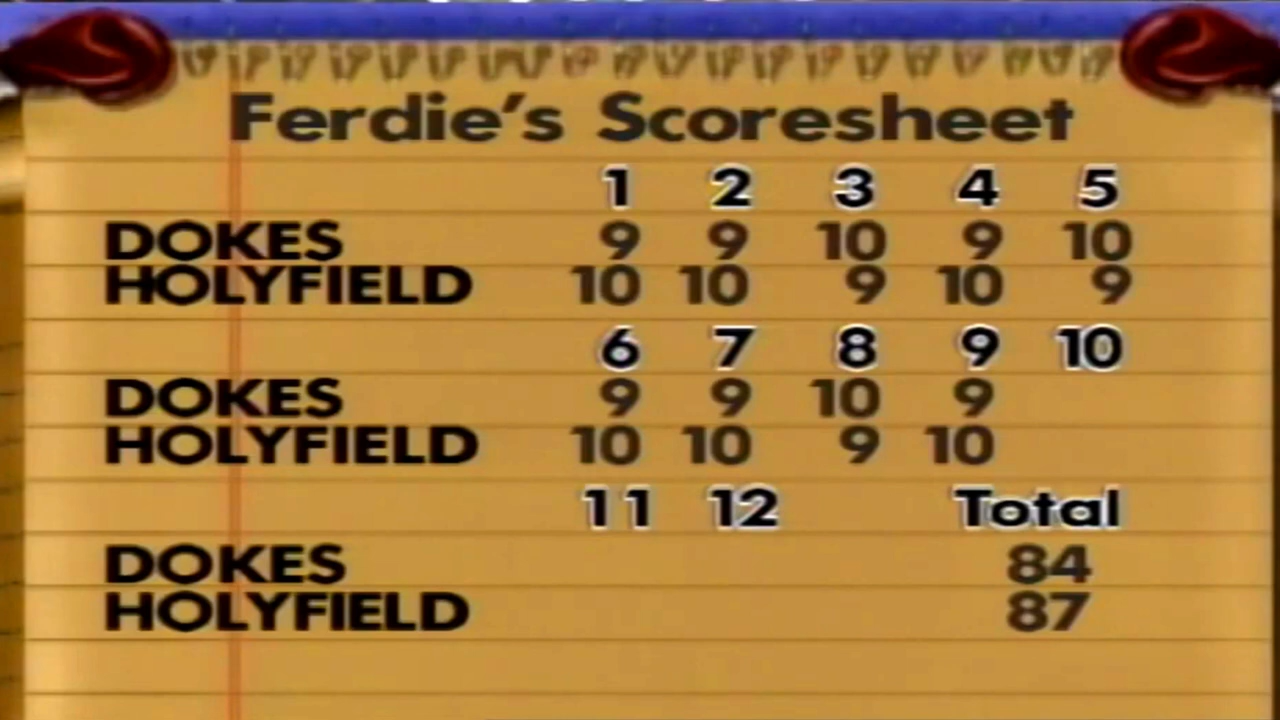 Ferdie's Scoresheet
1 2 3 4 5
DOKES 9 9 10 9 10
HOLYFIELD 10 10 9 10 9
6 7 8 9 10
DOKES 9 9 10 9
HOLYFIELD 10 10 9 10
11 12 Total
DOKES 84
HOLYFIELD 87